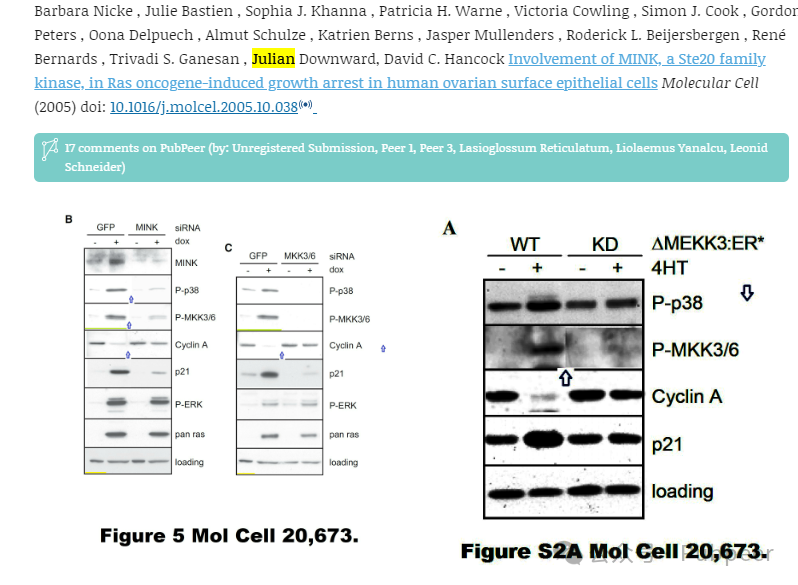 Barbara Nicke , Julie Bastien , Sophia J. Khanna , Patricia H. Warne , Victoria Cowling , Simon J. Cook , Gordon
Peters , Oona Delpuech , Almut Schulze , Katrien Berns , Jasper Mullenders , Roderick L. Beijersbergen , René
Bernards , Trivadi S. Ganesan , Julian Downward, David C. Hancock Involvement of MINK, a Ste20 family
kinase, in Ras oncogene-induced growth arrest in human ovarian surface epithelial cells Molecular Cell
(2005) doi: 10.1016/j.molcel.2005.10.038
17 comments on PubPeer (by: Unregistered Submission, Peer 1, Peer 3, Lasioglossum Reticulatum, Liolaemus Yanalcu, Leonid
Schneider)
B
GFP MINK siRNA
- + - + dox
MINK
P-p38
P-MKK3/6
Cyclin A
p21
P-ERK
pan ras
loading
C
GFP MKK3/6 siRNA
- + - + dox
P-p38
P-MKK3/6
Cyclin A
p21
P-ERK
pan ras
loading
Figure 5 Mol Cell 20,673.
A
WT KD ΔMEKK3:ER*
- + - + 4HT
P-p38
P-MKK3/6
Cyclin A
p21
loading
Figure S2A Mol Cell 20,673.
公众号 · Pubpeer